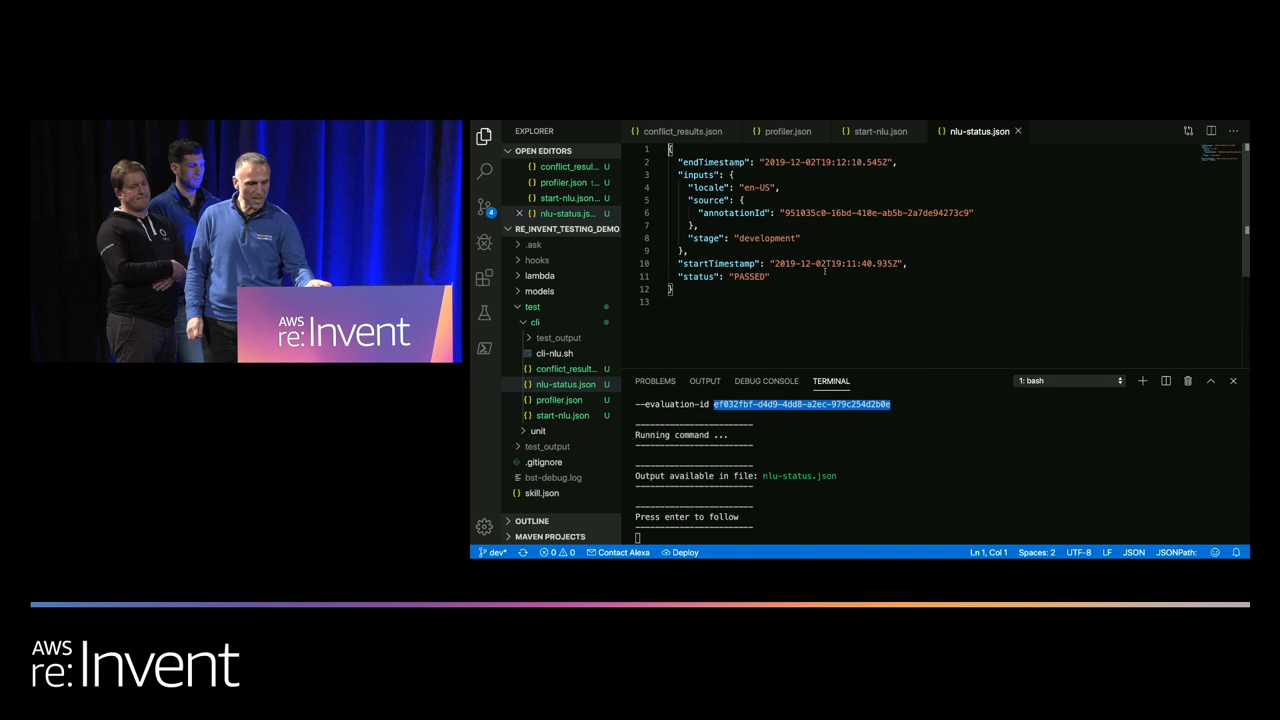 AWS
re:Invent
EXPLORER
OPEN EDITORS
conflict_resul... U
profiler.json t... U
start-nlu.json... U
nlu-status.js... U
RE_INVENT_TESTING_DEMO
.ask
hooks
lambda
models
test
cli
test_output
cli-nlu.sh
conflict_result... U
nlu-status.json U
profiler.json U
start-nlu.json U
unit
test_output
.gitignore
bst-debug.log
skill.json
OUTLINE
MAVEN PROJECTS
conflict_results.json
profiler.json
start-nlu.json
nlu-status.json
1 {
2 "endTimestamp": "2019-12-02T19:12:10.545Z",
3 "inputs": {
4 "locale": "en-US",
5 "source": {
6 "annotationId": "951035c0-16bd-410e-ab5b-2a7de94273c9"
7 },
8 "stage": "development"
9 },
10 "startTimestamp": "2019-12-02T19:11:40.935Z",
11 "status": "PASSED"
12 }
13
PROBLEMS OUTPUT DEBUG CONSOLE TERMINAL 1: bash
--evaluation-id ef032fbf-d4d9-4dd8-a2ec-979c254d2b0e
------------------------
Running command ...
------------------------
------------------------
Output available in file: nlu-status.json
------------------------
------------------------
Press enter to follow
------------------------
dev* 0 0 Contact Alexa Deploy Ln 1, Col 1 Spaces: 2 UTF-8 LF JSON JSONPath:
4
AWS
re:Invent